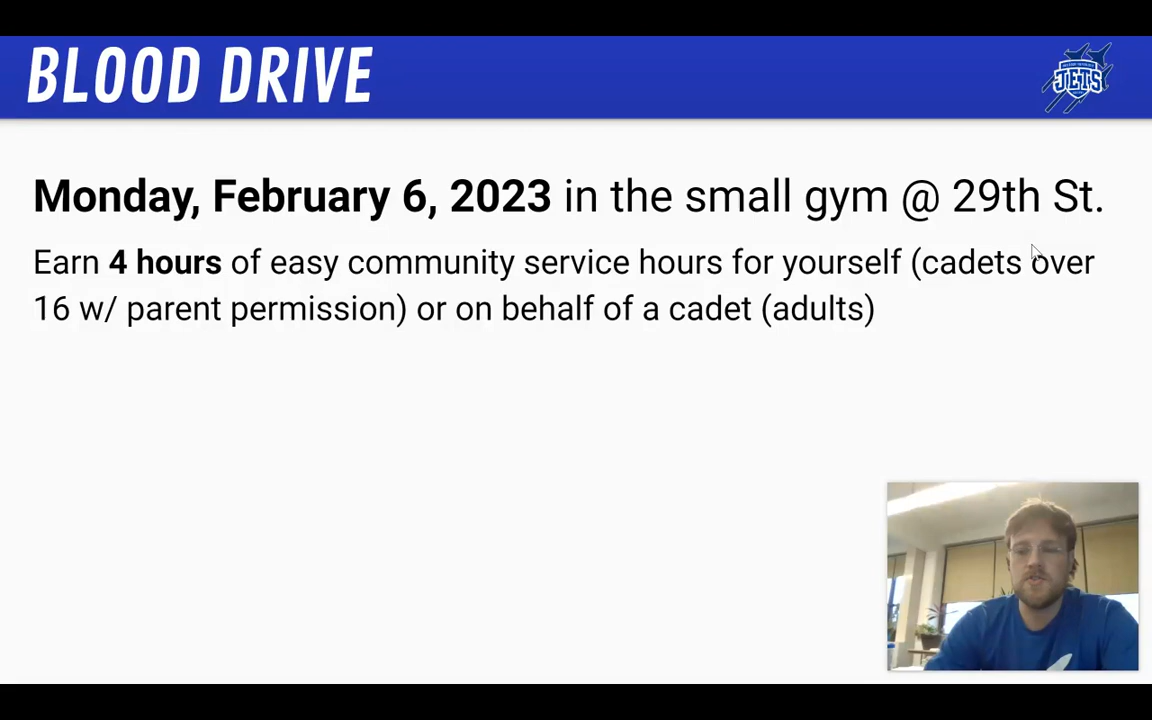 BLOOD DRIVE
JETS
Monday, February 6, 2023 in the small gym @ 29th St.
Earn 4 hours of easy community service hours for yourself (cadets over
16 w/ parent permission) or on behalf of a cadet (adults)